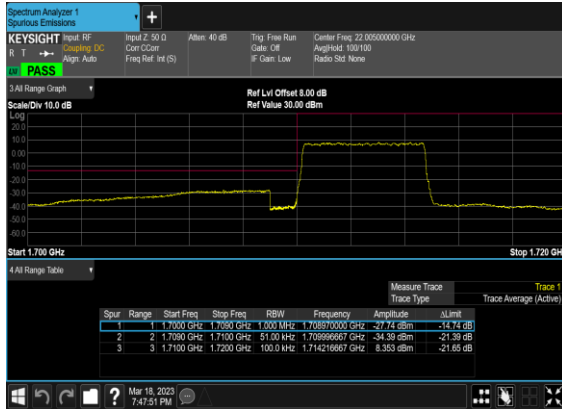 Spectrum Analyzer 1
Spurious Emissions
+
KEYSIGHT Input: RF Input Z: 50 Ω Atten: 40 dB Trig: Free Run Center Freq: 22.005000000 GHz
R T Coupling: DC Corr CCorr Gate: Off Avg|Hold: 100/100
Align: Auto Freq Ref: Int (S) IF Gain: Low Radio Std: None
PASS
3 All Range Graph
Ref Lvl Offset 8.00 dB
Scale/Div 10.0 dB Ref Value 30.00 dBm
Log
20.0
10.0
0.00
-10.0
-20.0
-30.0
-40.0
-50.0
-60.0
Start 1.700 GHz Stop 1.720 GH
4 All Range Table
Measure Trace Trace 1
Trace Type Trace Average (Active)
Spur Range Start Freq Stop Freq RBW Frequency Amplitude ΔLimit
1 1 1.7000 GHz 1.7090 GHz 1.000 MHz 1.708970000 GHz -27.74 dBm -14.74 dB
2 2 1.7090 GHz 1.7100 GHz 51.00 kHz 1.709996667 GHz -34.39 dBm -21.39 dB
3 3 1.7100 GHz 1.7200 GHz 100.0 kHz 1.714216667 GHz 8.353 dBm -21.65 dB
? Mar 18, 2023
7:47:51 PM